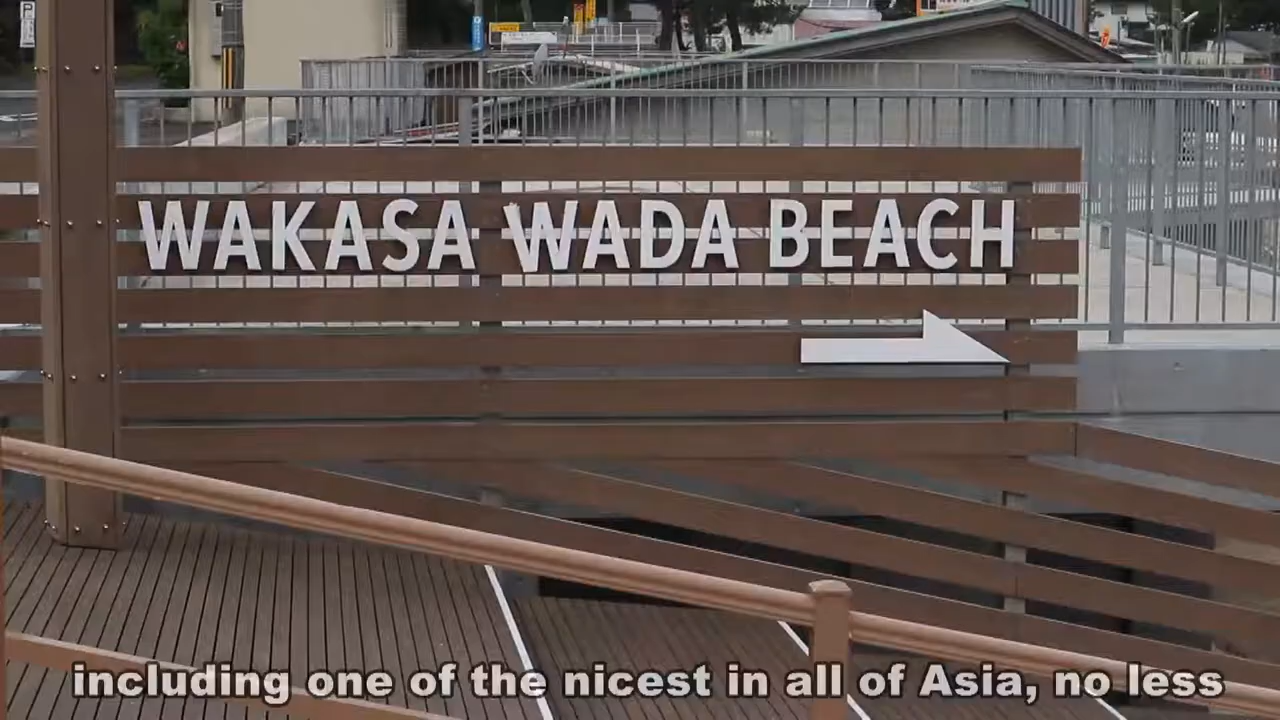 P
WAKASA WADA BEACH
including one of the nicest in all of Asia, no less